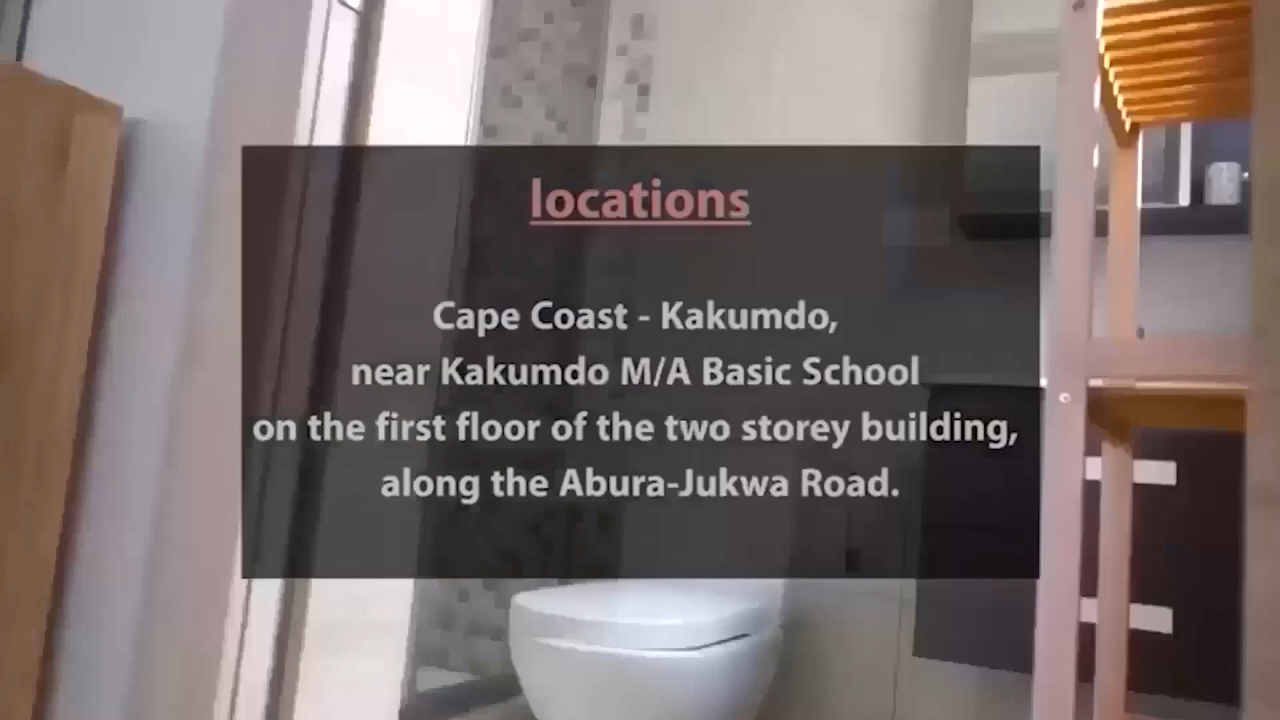 locations
Cape Coast - Kakumdo,
near Kakumdo M/A Basic School
on the first floor of the two storey building,
along the Abura-Jukwa Road.